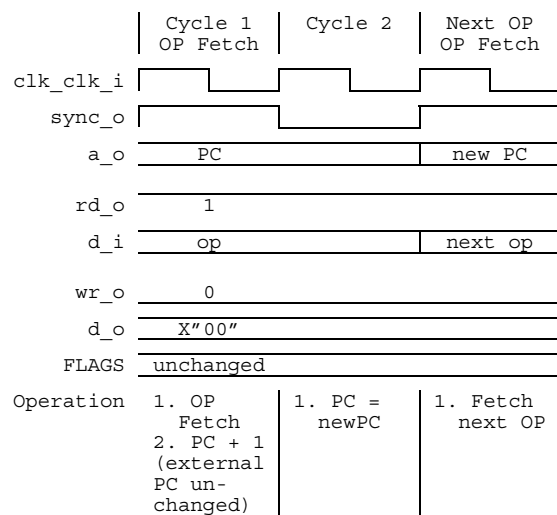 Cycle 1 Cycle 2 Next OP
OP Fetch OP Fetch
clk_clk_i
sync_o
a_o PC new PC
rd_o 1
d_i op next op
wr_o 0
d_o X"00"
FLAGS unchanged
Operation 1. OP 1. PC = 1. Fetch
Fetch newPC next OP
2. PC + 1
(external
PC un-
changed)